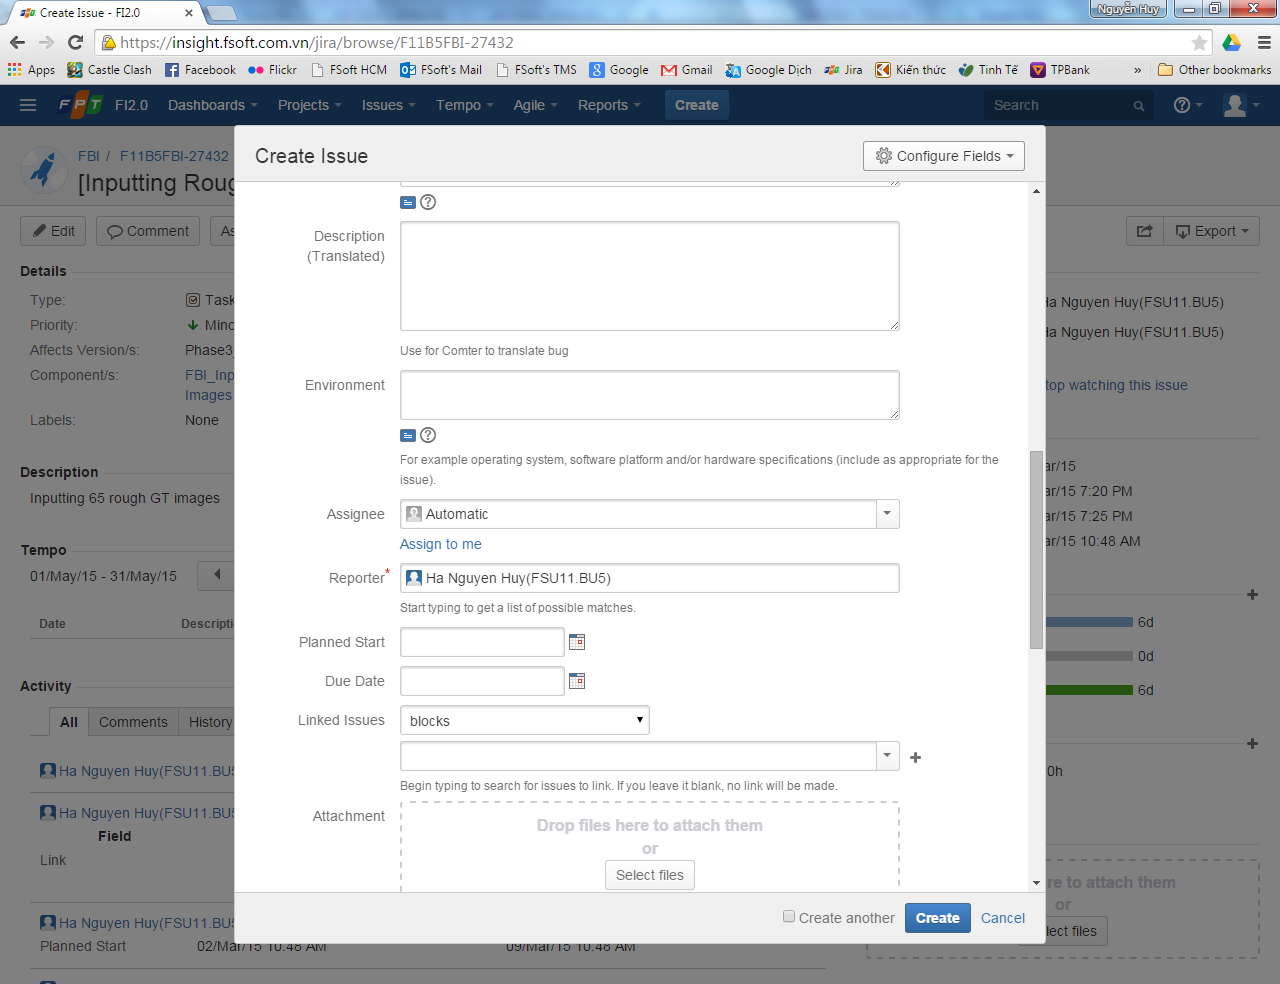 Create Issue - FI2.0
Nguyễn Huy
https://insight.fsoft.com.vn/jira/browse/F11B5FBI-27432
Apps Castle Clash Facebook Flickr FSoft HCM FSoft's Mail FSoft's TMS Google Gmail Google Dịch Jira Kiến thức Tinh Tế TPBank » Other bookmarks
FPT FI2.0 Dashboards Projects Issues Tempo Agile Reports Create Search
Create Issue
Configure Fields
FBI / F11B5FBI-27432
[Inputting Roug
Edit Comment As
Export
Details
Type: Task
Priority: Mino
Affects Version/s: Phase3_
Component/s: FBI_Inp
Images
Labels: None
Description
Inputting 65 rough GT images
Tempo
01/May/15 - 31/May/15
Date Descripti
Activity
All Comments History
Ha Nguyen Huy(FSU11.BU5
Ha Nguyen Huy(FSU11.BU5
Field
Link
Ha Nguyen Huy(FSU11.BU5
Planned Start 02/Mar/15 10:48 AM 09/Mar/15 10:48 AM
Description
(Translated)
Use for Comter to translate bug
Environment
For example operating system, software platform and/or hardware specifications (include as appropriate for the
issue).
Assignee Automatic
Assign to me
Reporter* Ha Nguyen Huy(FSU11.BU5)
Start typing to get a list of possible matches.
Planned Start
Due Date
Linked Issues blocks
Begin typing to search for issues to link. If you leave it blank, no link will be made.
Attachment
Drop files here to attach them
or
Select files
Create another Create Cancel
Ha Nguyen Huy(FSU11.BU5)
Ha Nguyen Huy(FSU11.BU5)
top watching this issue
ar/15
ar/15 7:20 PM
ar/15 7:25 PM
ar/15 10:48 AM
6d
0d
6d
0h
re to attach them
or
lect files